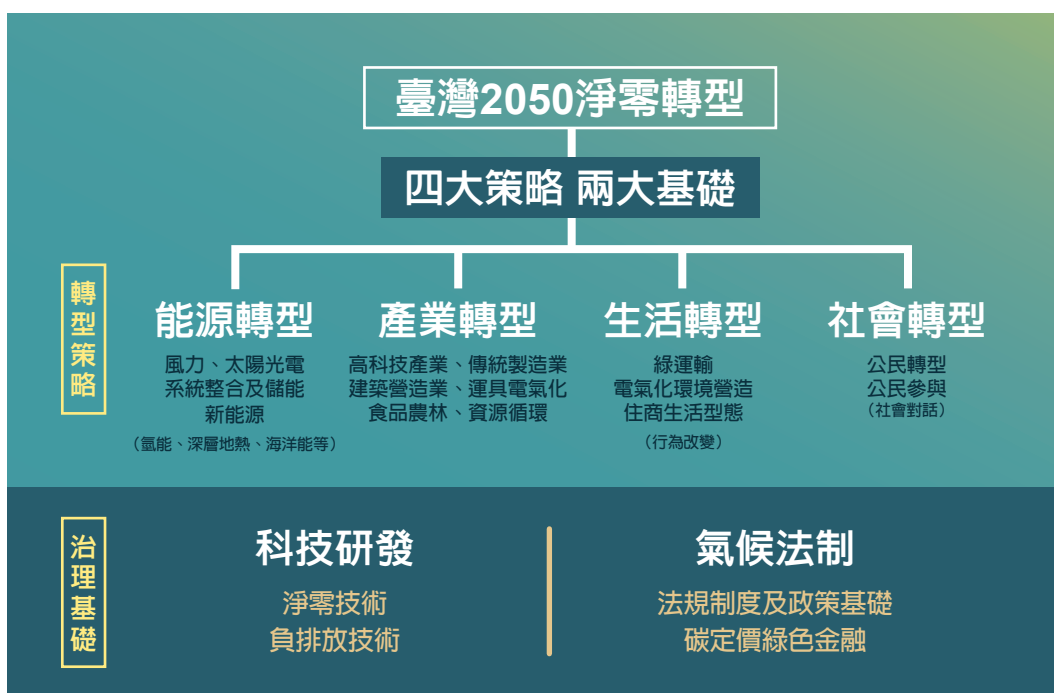 臺灣2050淨零轉型
四大策略 兩大基礎
轉型策略
能源轉型
風力、太陽光電
系統整合及儲能
新能源
（氫能、深層地熱、海洋能等）
產業轉型
高科技產業、傳統製造業
建築營造業、運具電氣化
食品農林、資源循環
生活轉型
綠運輸
電氣化環境營造
住商生活型態
（行為改變）
社會轉型
公民轉型
公民參與
（社會對話）
治理基礎
科技研發
淨零技術
負排放技術
氣候法制
法規制度及政策基礎
碳定價綠色金融